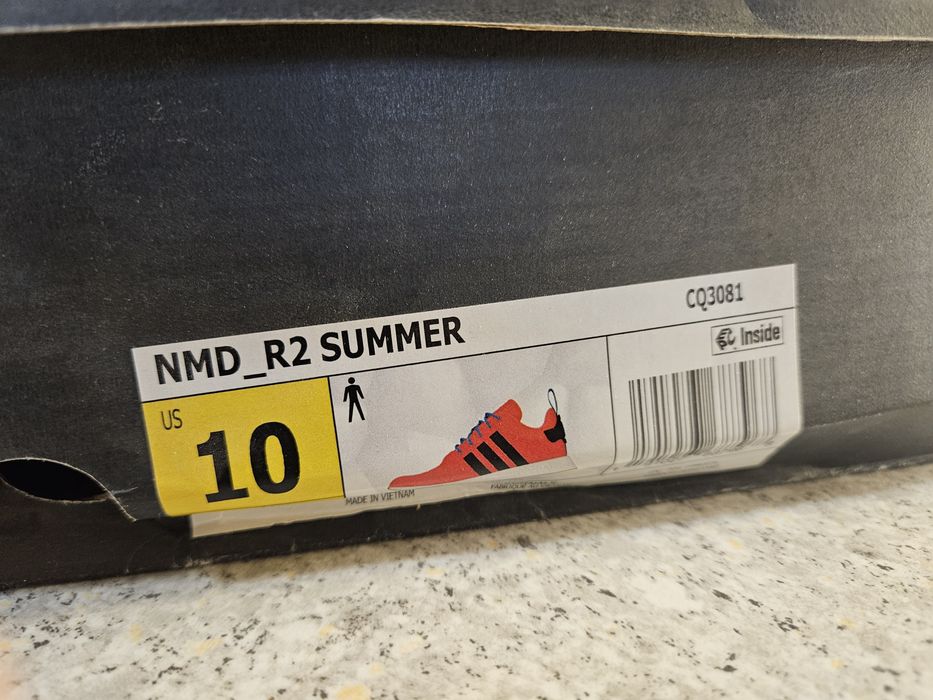 NMD_R2 SUMMER
CQ3081
Inside
US
10
MADE IN VIETNAM